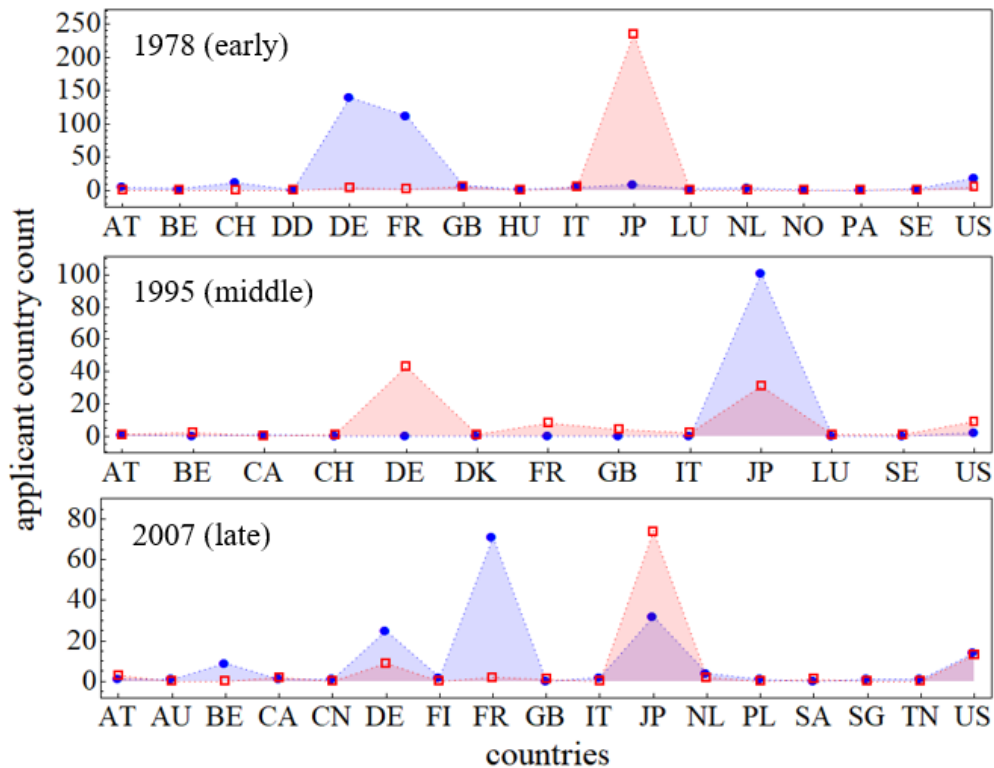 applicant country count
1978 (early)
250
200
150
100
50
0
AT BE CH DD DE FR GB HU IT JP LU NL NO PA SE US
1995 (middle)
100
80
60
40
20
0
AT BE CA CH DE DK FR GB IT JP LU SE US
2007 (late)
80
60
40
20
0
AT AU BE CA CN DE FI FR GB IT JP NL PL SA SG TN US
countries